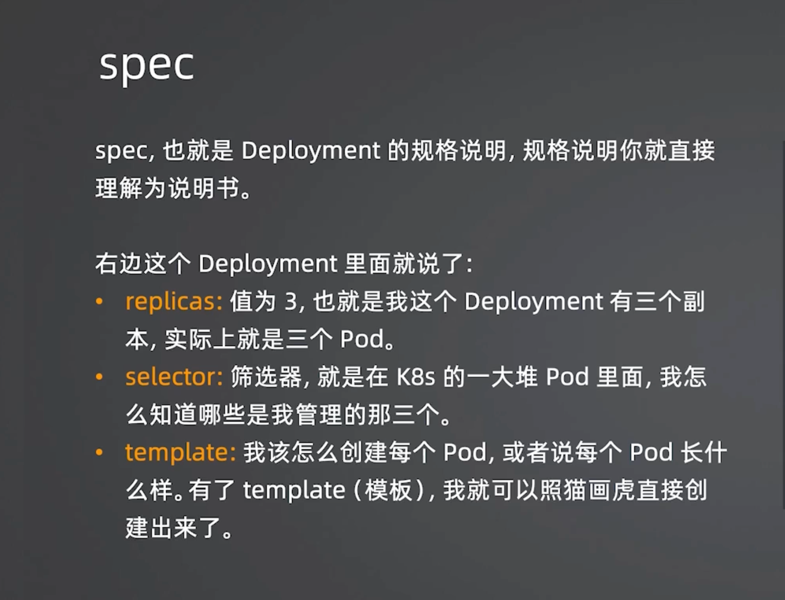 spec
spec, 也就是 Deployment 的规格说明, 规格说明你就直接
理解为说明书。
右边这个 Deployment 里面就说了:
• replicas: 值为 3, 也就是我这个 Deployment 有三个副
本, 实际上就是三个 Pod。
• selector: 筛选器, 就是在 K8s 的一大堆 Pod 里面, 我怎
么知道哪些是我管理的那三个。
• template: 我该怎么创建每个 Pod, 或者说每个 Pod 长什
么样。有了 template (模板), 我就可以照猫画虎直接创
建出来了。